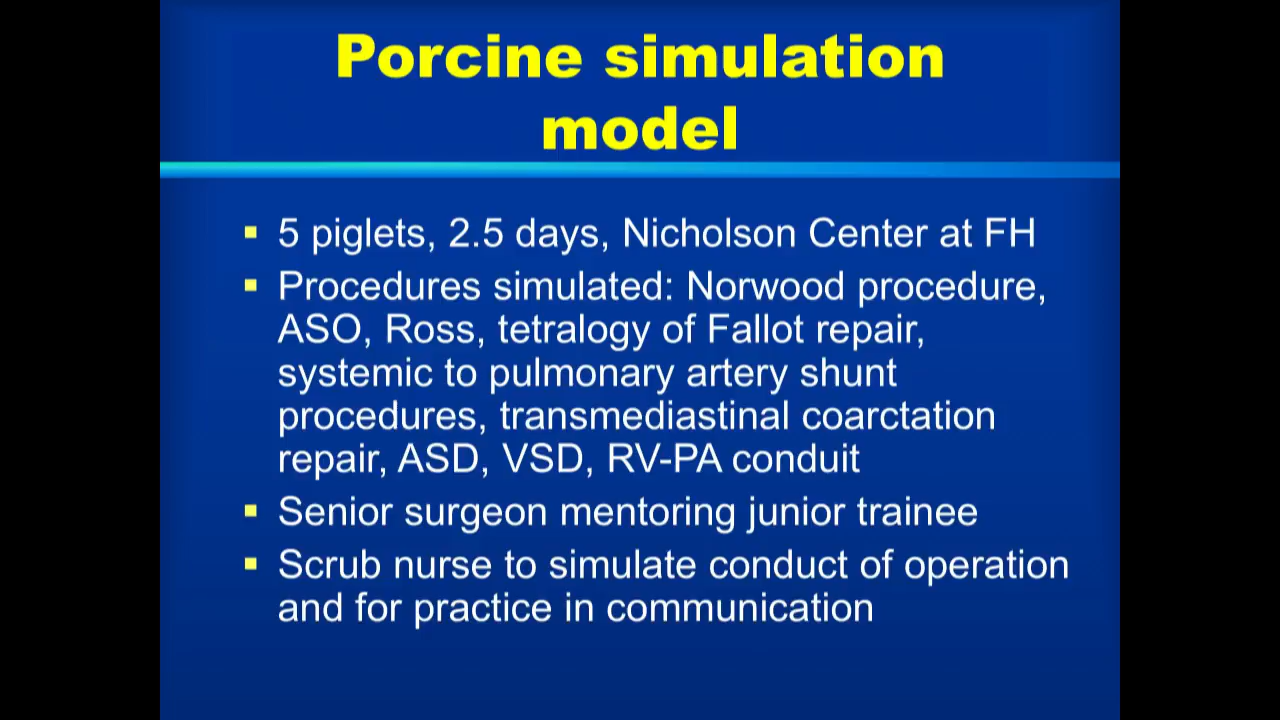 Porcine simulation
model
5 piglets, 2.5 days, Nicholson Center at FH
Procedures simulated: Norwood procedure,
ASO, Ross, tetralogy of Fallot repair,
systemic to pulmonary artery shunt
procedures, transmediastinal coarctation
repair, ASD, VSD, RV-PA conduit
Senior surgeon mentoring junior trainee
Scrub nurse to simulate conduct of operation
and for practice in communication